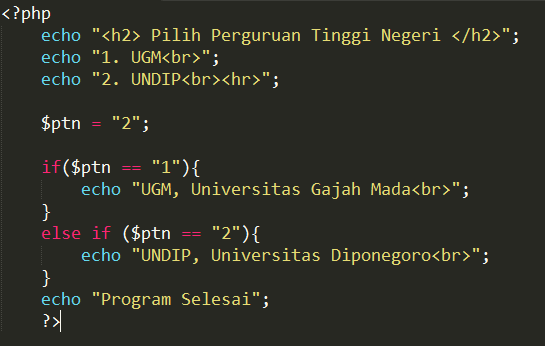 <?php
echo "<h2> Pilih Perguruan Tinggi Negeri </h2>";
echo "1. UGM<br>";
echo "2. UNDIP<br><hr>";
$ptn = "2";
if($ptn == "1"){
echo "UGM, Universitas Gajah Mada<br>";
}
else if ($ptn == "2"){
echo "UNDIP, Universitas Diponegoro<br>";
}
echo "Program Selesai";
?>